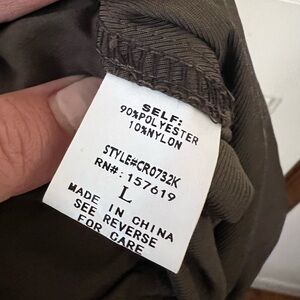 SELF:
90%POLYESTER
10%NYLON
STYLE#CR0732K
RN#:157619
L
MADE IN CHINA
SEE REVERSE
FOR CARE